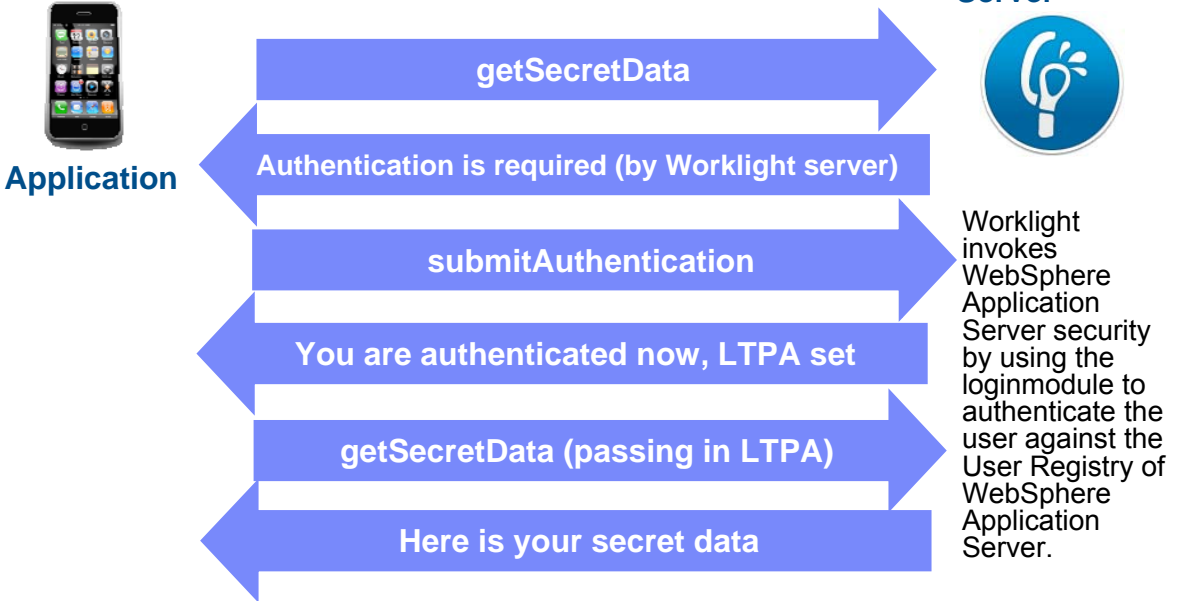 Server
getSecretData
Application
Authentication is required (by Worklight server)
submitAuthentication
You are authenticated now, LTPA set
getSecretData (passing in LTPA)
Here is your secret data
Worklight
invokes
WebSphere
Application
Server security
by using the
loginmodule to
authenticate the
user against the
User Registry of
WebSphere
Application
Server.